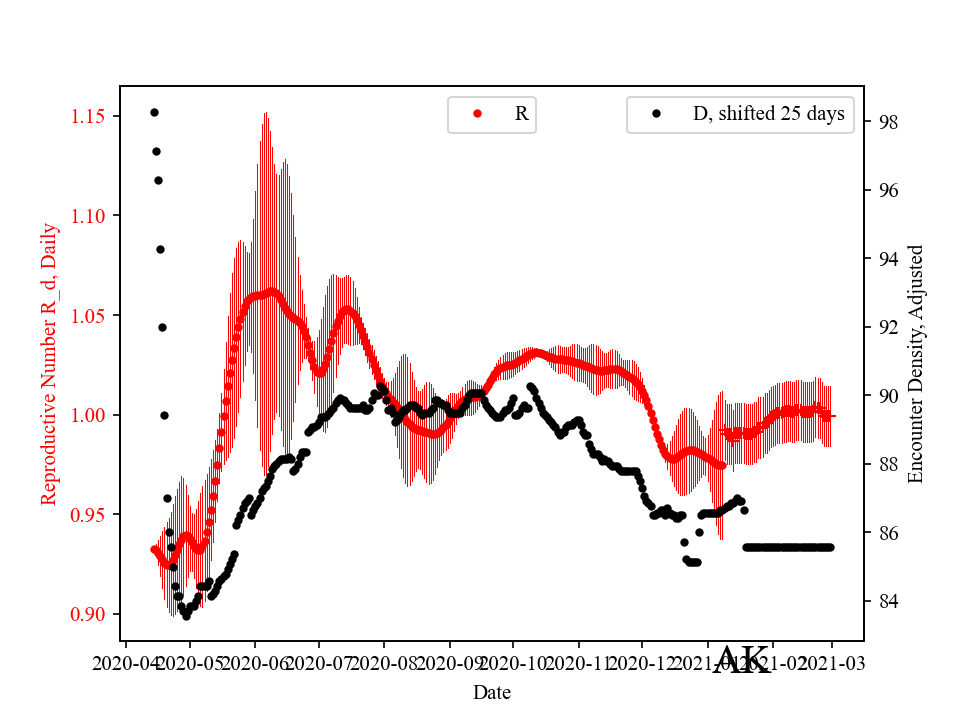 R
D, shifted 25 days
1.15
1.10
1.05
1.00
0.95
0.90
Reproductive Number R_d, Daily
98
96
94
92
90
88
86
84
Encounter Density, Adjusted
2020-04 2020-05 2020-06 2020-07 2020-08 2020-09 2020-10 2020-11 2020-12 2021-01 2021-02 2021-03
AK
Date